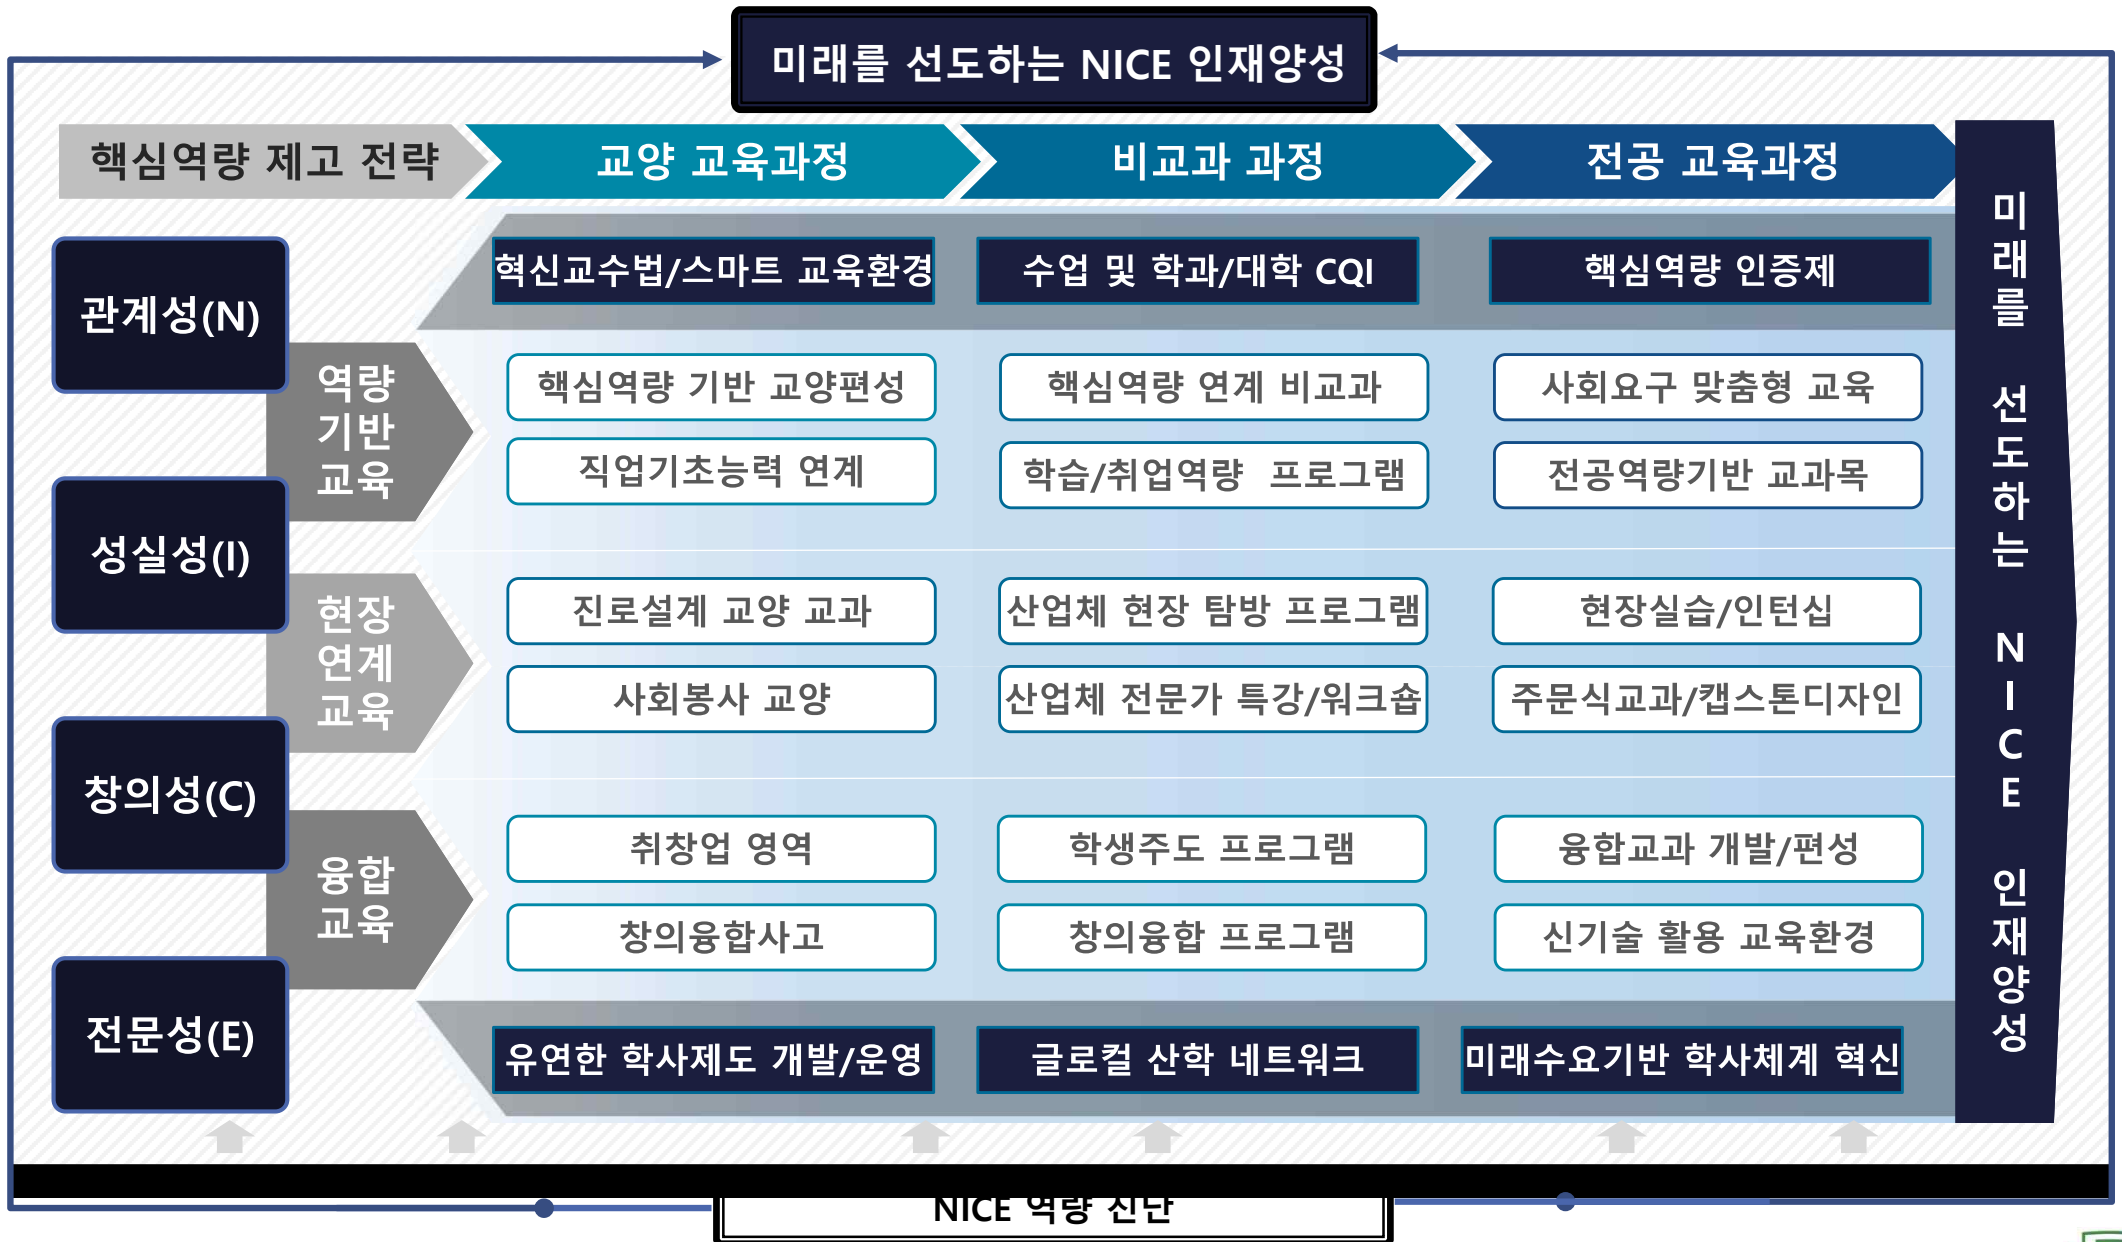 미래를 선도하는 NICE 인재양성
핵심역량 제고 전략
교양 교육과정
비교과 과정
전공 교육과정
혁신교수법/스마트 교육환경
수업 및 학과/대학 CQI
핵심역량 인증제
관계성(N)
성실성(I)
창의성(C)
전문성(E)
역량
기반
교육
핵심역량 기반 교양편성
핵심역량 연계 비교과
사회요구 맞춤형 교육
직업기초능력 연계
학습/취업역량 프로그램
전공역량기반 교과목
현장
연계
교육
진로설계 교양 교과
산업체 현장 탐방 프로그램
현장실습/인턴십
사회봉사 교양
산업체 전문가 특강/워크숍
주문식교과/캡스톤디자인
융합
교육
취창업 영역
학생주도 프로그램
융합교과 개발/편성
창의융합사고
창의융합 프로그램
신기술 활용 교육환경
유연한 학사제도 개발/운영
글로컬 산학 네트워크
미래수요기반 학사체계 혁신
미래를 선도하는 NICE 인재양성
NICE 역량 진단